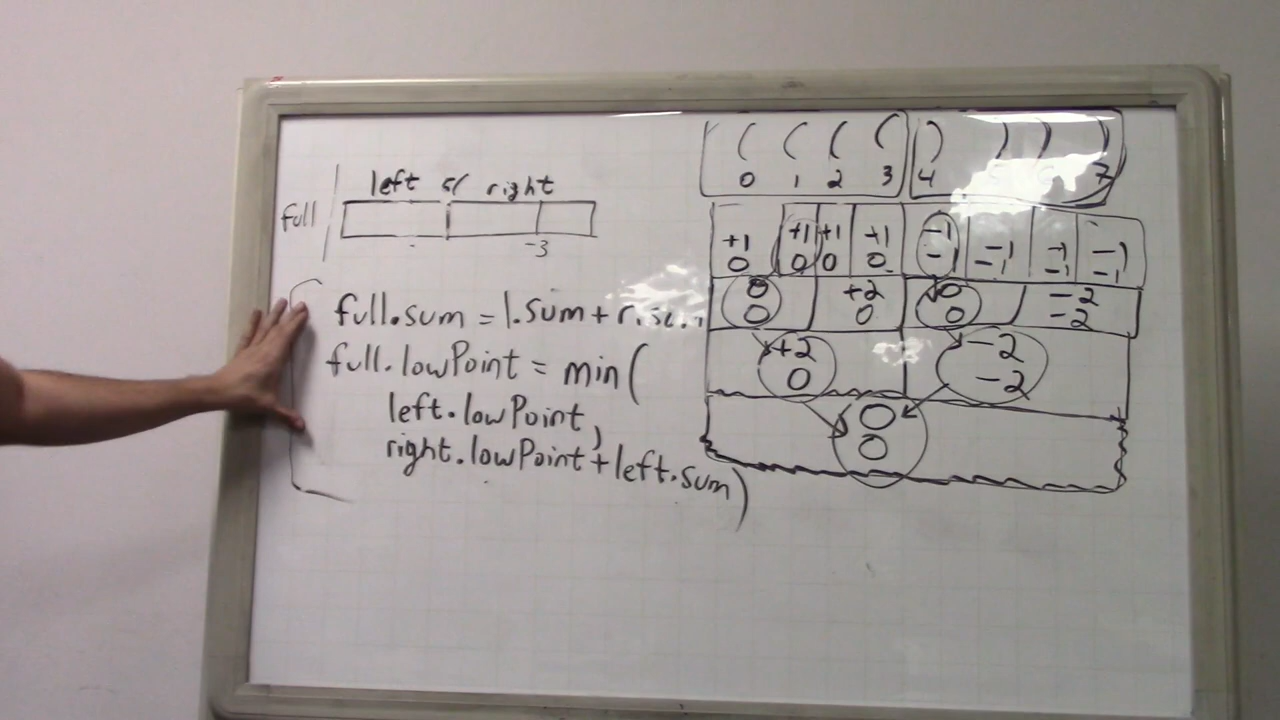 left right
full
-3
full.sum = l.sum + r.
full.lowPoint = min(
left.lowPoint,
right.lowPoint + left.sum)
( ( ( ( ) ) ) )
0 1 2 3 4 7
+1 +1 +1 +1 -1 -1 -1 -1
0 0 0 0 -1 -1 -1 -1
0 +2 0 -2
0 0 0 -2
+2 -2
0 -2
0
0